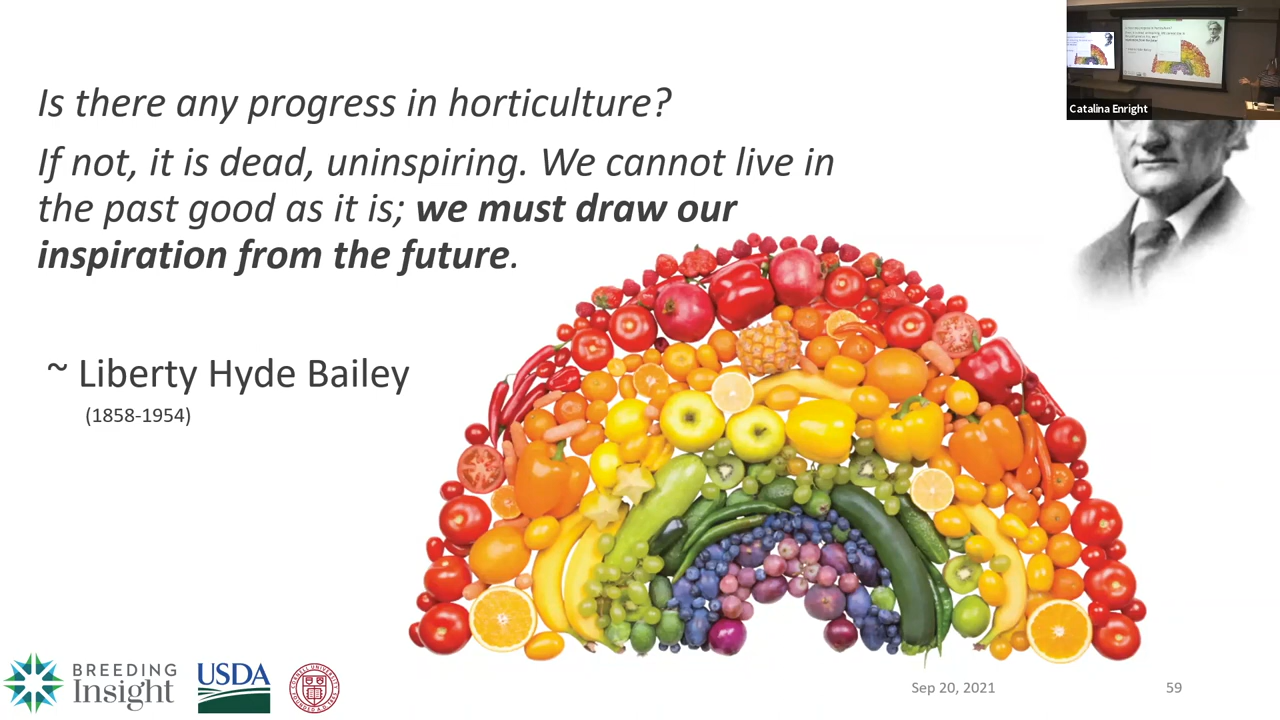 Is there any progress in horticulture?
If not, it is dead, uninspiring. We cannot live in
the past good as it is; we must draw our
inspiration from the future.
~ Liberty Hyde Bailey
(1858-1954)
Catalina Enright
BREEDING
Insight
USDA
Sep 20, 2021
59